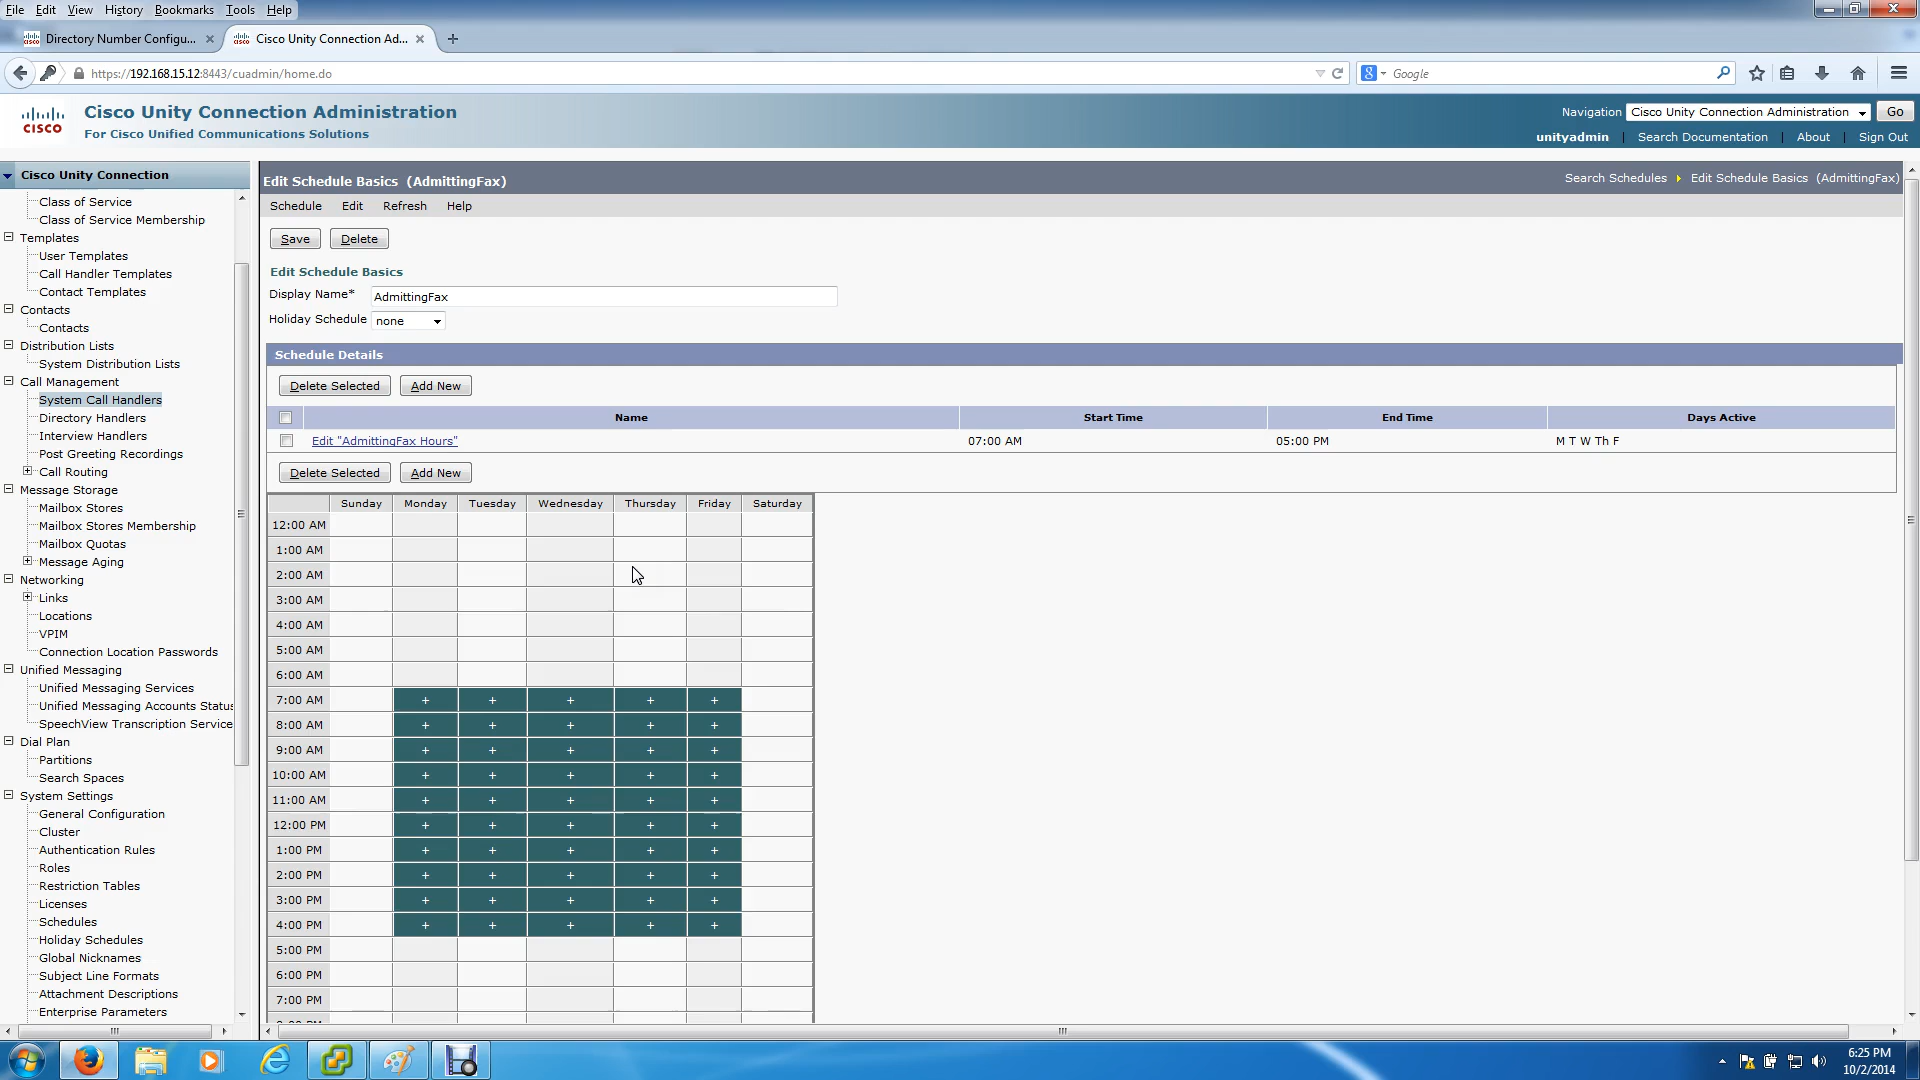 File Edit View History Bookmarks Tools Help
Directory Number Configu... × Cisco Unity Connection Ad... × +
https://192.168.15.12:8443/cuadmin/home.do Google
Cisco Unity Connection Administration
For Cisco Unified Communications Solutions
CISCO
Navigation Cisco Unity Connection Administration Go
unityadmin | Search Documentation | About | Sign Out
Cisco Unity Connection
Class of Service
Class of Service Membership
Templates
User Templates
Call Handler Templates
Contact Templates
Contacts
Contacts
Distribution Lists
System Distribution Lists
Call Management
System Call Handlers
Directory Handlers
Interview Handlers
Post Greeting Recordings
Call Routing
Message Storage
Mailbox Stores
Mailbox Stores Membership
Mailbox Quotas
Message Aging
Networking
Links
Locations
VPIM
Connection Location Passwords
Unified Messaging
Unified Messaging Services
Unified Messaging Accounts Status
SpeechView Transcription Service
Dial Plan
Partitions
Search Spaces
System Settings
General Configuration
Cluster
Authentication Rules
Roles
Restriction Tables
Licenses
Schedules
Holiday Schedules
Global Nicknames
Subject Line Formats
Attachment Descriptions
Enterprise Parameters
Edit Schedule Basics (AdmittingFax)
Search Schedules Edit Schedule Basics (AdmittingFax)
Schedule Edit Refresh Help
Save Delete
Edit Schedule Basics
Display Name* AdmittingFax
Holiday Schedule none
Schedule Details
Delete Selected Add New
Name Start Time End Time Days Active
Edit "AdmittingFax Hours" 07:00 AM 05:00 PM M T W Th F
Delete Selected Add New
Sunday Monday Tuesday Wednesday Thursday Friday Saturday
12:00 AM
1:00 AM
2:00 AM
3:00 AM
4:00 AM
5:00 AM
6:00 AM
7:00 AM + + + + +
8:00 AM + + + + +
9:00 AM + + + + +
10:00 AM + + + + +
11:00 AM + + + + +
12:00 PM + + + + +
1:00 PM + + + + +
2:00 PM + + + + +
3:00 PM + + + + +
4:00 PM + + + + +
5:00 PM
6:00 PM
7:00 PM
6:25 PM
10/2/2014